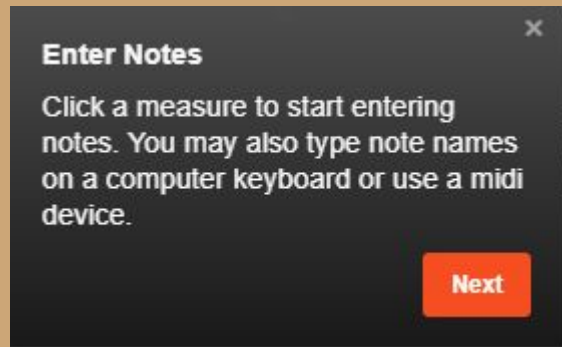 Enter Notes
Click a measure to start entering
notes. You may also type note names
on a computer keyboard or use a midi
device.
Next